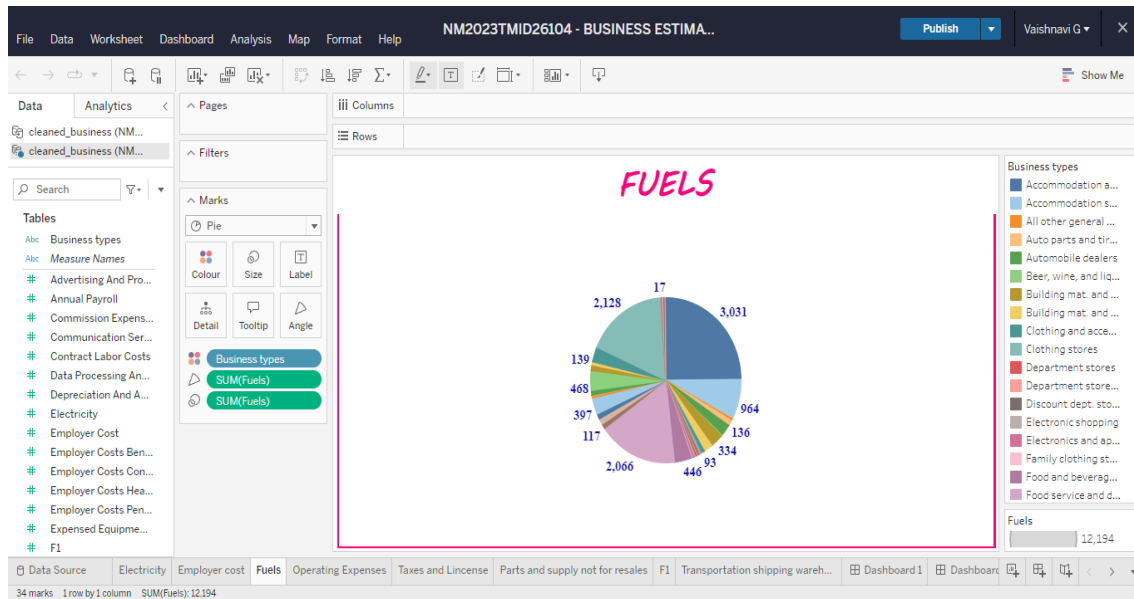 NM2023TMID26104 - BUSINESS ESTIMA...
Publish
Vaishnavi G
File Data Worksheet Dashboard Analysis Map Format Help
Show Me
Data Analytics
Pages
Columns
cleaned_business (NM...
Rows
cleaned_business (NM...
Filters
Search
Marks
Tables
Pie
Abc Business types
Abc Measure Names
# Advertising And Pro...
# Annual Payroll
# Commission Expens...
# Communication Ser...
# Contract Labor Costs
# Data Processing An...
# Depreciation And A...
# Electricity
# Employer Cost
# Employer Costs Ben...
# Employer Costs Con...
# Employer Costs Hea...
# Employer Costs Pen...
# Expensed Equipme...
# F1
Colour Size Label
Detail Tooltip Angle
Business types
SUM(Fuels)
SUM(Fuels)
FUELS
17
2,128
3,031
139
468
964
397
136
117
334
2,066
93
446
Business types
Accommodation a...
Accommodation s...
All other general ...
Auto parts and tir...
Automobile dealers
Beer, wine, and liq...
Building mat. and ...
Building mat. and ...
Clothing and acce...
Clothing stores
Department stores
Department store...
Discount dept. sto...
Electronic shopping
Electronics and ap...
Family clothing st...
Food and beverag...
Food service and d...
Fuels
12,194
Data Source Electricity Employer cost Fuels Operating Expenses Taxes and Lincense Parts and supply not for resales F1 Transportation shipping wareh... Dashboard 1 Dashboard
34 marks 1 row by 1 column SUM(Fuels): 12,194